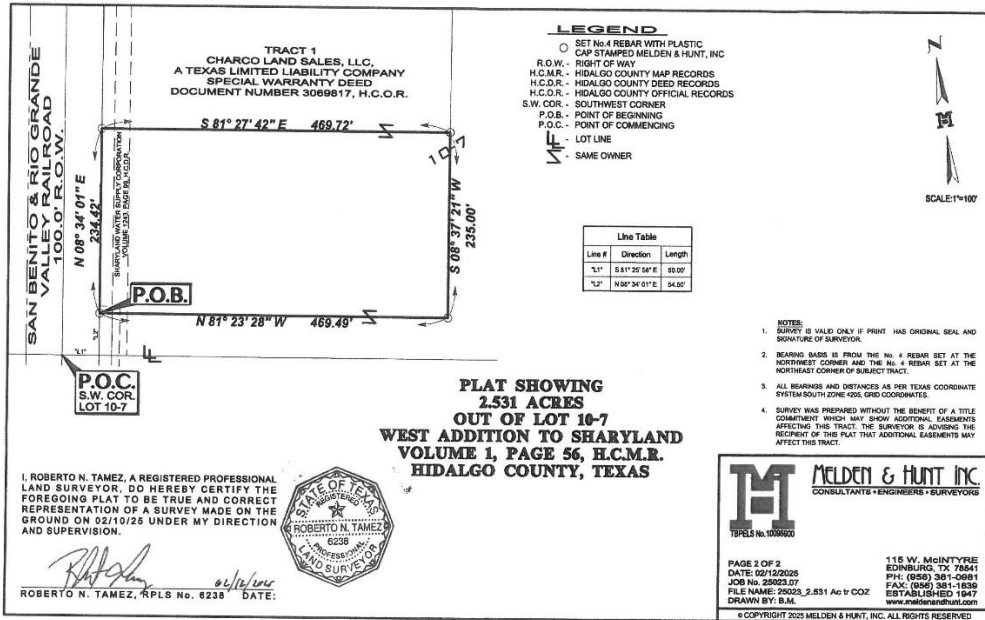 TRACT 1
CHARCO LAND SALES, LLC,
A TEXAS LIMITED LIABILITY COMPANY
SPECIAL WARRANTY DEED
DOCUMENT NUMBER 3069817, H.C.O.R.
SAN BENITO & RIO GRANDE
VALLEY RAILROAD
100.0' R.O.W.
N 08° 34' 01" E
234.42'
SHARYLAND WATER SUPPLY CORPORATION
S 81° 27' 42" E 469.72'
10-7
S 08° 37' 21" W
235.00'
P.O.B.
N 81° 23' 28" W 469.49'
"L2"
"L1"
P.O.C.
S.W. COR.
LOT 10-7
LEGEND
SET No.4 REBAR WITH PLASTIC
CAP STAMPED MELDEN & HUNT, INC
R.O.W. - RIGHT OF WAY
H.C.M.R. - HIDALGO COUNTY MAP RECORDS
H.C.D.R. - HIDALGO COUNTY DEED RECORDS
H.C.O.R. - HIDALGO COUNTY OFFICIAL RECORDS
S.W. COR. - SOUTHWEST CORNER
P.O.B. - POINT OF BEGINNING
P.O.C. - POINT OF COMMENCING
- LOT LINE
- SAME OWNER
N
SCALE:1"=100'
Line Table
Line # Direction Length
"L1" S 81° 25' 58" E 50.00'
"L2" N 08° 34' 01" E 54.50'
NOTES:
1. SURVEY IS VALID ONLY IF PRINT HAS ORIGINAL SEAL AND
SIGNATURE OF SURVEYOR.
2. BEARING BASIS IS FROM THE No. 4 REBAR SET AT THE
NORTHWEST CORNER AND THE No. 4 REBAR SET AT THE
NORTHEAST CORNER OF SUBJECT TRACT.
3. ALL BEARINGS AND DISTANCES AS PER TEXAS COORDINATE
SYSTEM SOUTH ZONE 4205, GRID COORDINATES.
4. SURVEY WAS PREPARED WITHOUT THE BENEFIT OF A TITLE
COMMITMENT WHICH MAY SHOW ADDITIONAL EASEMENTS
AFFECTING THIS TRACT. THE SURVEYOR IS ADVISING THE
RECIPIENT OF THIS PLAT THAT ADDITIONAL EASEMENTS MAY
AFFECT THIS TRACT.
PLAT SHOWING
2.531 ACRES
OUT OF LOT 10-7
WEST ADDITION TO SHARYLAND
VOLUME 1, PAGE 56, H.C.M.R.
HIDALGO COUNTY, TEXAS
I, ROBERTO N. TAMEZ, A REGISTERED PROFESSIONAL
LAND SURVEYOR, DO HEREBY CERTIFY THE
FOREGOING PLAT TO BE TRUE AND CORRECT
REPRESENTATION OF A SURVEY MADE ON THE
GROUND ON 02/10/25 UNDER MY DIRECTION
AND SUPERVISION.
ROBERTO N. TAMEZ, RPLS No. 6238 DATE:
STATE OF TEXAS
REGISTERED
ROBERTO N. TAMEZ
6238
PROFESSIONAL
LAND SURVEYOR
MELDEN & HUNT INC.
CONSULTANTS • ENGINEERS • SURVEYORS
TBPELS No.
PAGE 2 OF 2
DATE: 02/12/2025
JOB No. 25023.07
FILE NAME: 25023_2.531 Ac tr COZ
DRAWN BY: B.M.
115 W. McINTYRE
EDINBURG, TX 78541
PH: (956) 381-0981
FAX: (956) 381-1839
ESTABLISHED 1947
www.meldenandhunt.com
© COPYRIGHT 2025 MELDEN & HUNT, INC. ALL RIGHTS RESERVED